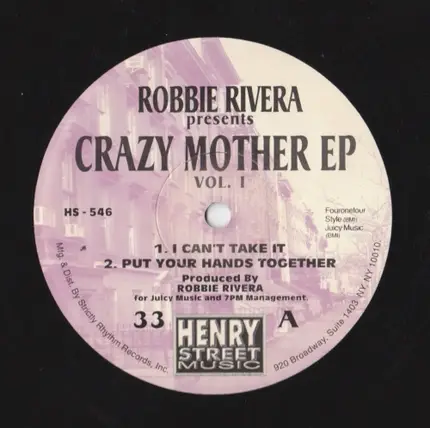 ROBBIE RIVERA
presents
CRAZY MOTHER EP
VOL. I
HS - 546
Fouronefour
Style (BMI)
Juicy Music
(BMI)
1. I CAN'T TAKE IT
2. PUT YOUR HANDS TOGETHER
Produced By
ROBBIE RIVERA
for Juicy Music and 7PM Management.
33
A
HENRY
STREET
MUSIC
Mfg. & Dist. By Strictly Rhythm Records, Inc.
920 Broadway, Suite 1403, NY, NY 10010.